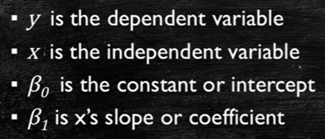 ▪ y is the dependent variable
▪ x is the independent variable
▪ β₀ is the constant or intercept
▪ β₁ is x's slope or coefficient